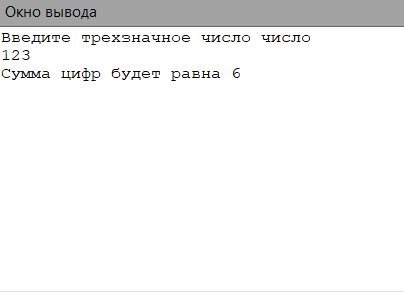 Окно вывода
Введите трехзначное число число
123
Сумма цифр будет равна 6